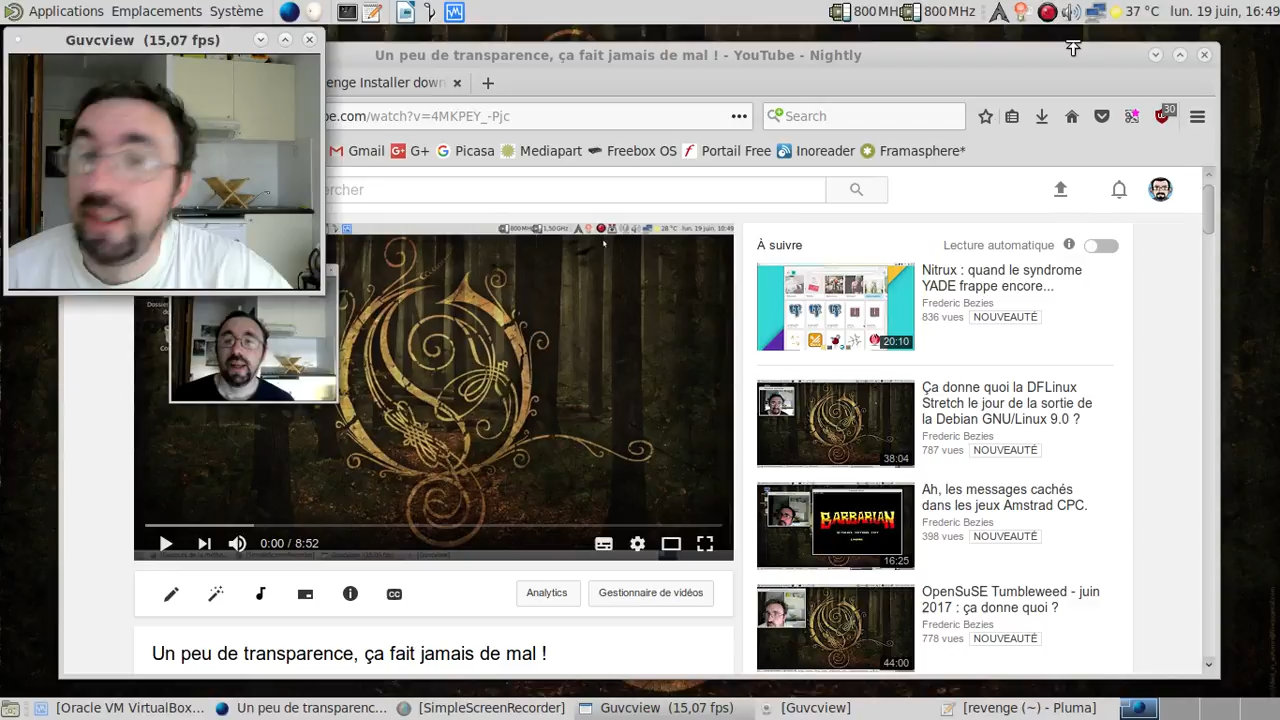 Applications Emplacements Système
800 MHz 800 MHz 37 °C lun. 19 juin, 16:49
Guvcview (15,07 fps)
Un peu de transparence, ça fait jamais de mal ! - YouTube - Nightly
enge Installer down
be.com/watch?v=4MKPEY_-Pjc
Search
30
Gmail G+ Picasa Mediapart Freebox OS Portail Free Inoreader Framasphere*
ercher
À suivre
Lecture automatique
Nitrux : quand le syndrome
YADE frappe encore...
Frederic Bezies
836 vues NOUVEAUTÉ
20:10
Ça donne quoi la DFLinux
Stretch le jour de la sortie de
la Debian GNU/Linux 9.0 ?
Frederic Bezies
787 vues NOUVEAUTÉ
38:04
Ah, les messages cachés
dans les jeux Amstrad CPC.
Frederic Bezies
398 vues NOUVEAUTÉ
BARBARIAN
16:25
OpenSuSE Tumbleweed - juin
2017 : ça donne quoi ?
Frederic Bezies
778 vues NOUVEAUTÉ
44:00
0:00 / 8:52
Analytics
Gestionnaire de vidéos
Un peu de transparence, ça fait jamais de mal !
[Oracle VM VirtualBox... Un peu de transparenc... [SimpleScreenRecorder] Guvcview (15,07 fps) [Guvcview] [revenge (~) - Pluma]